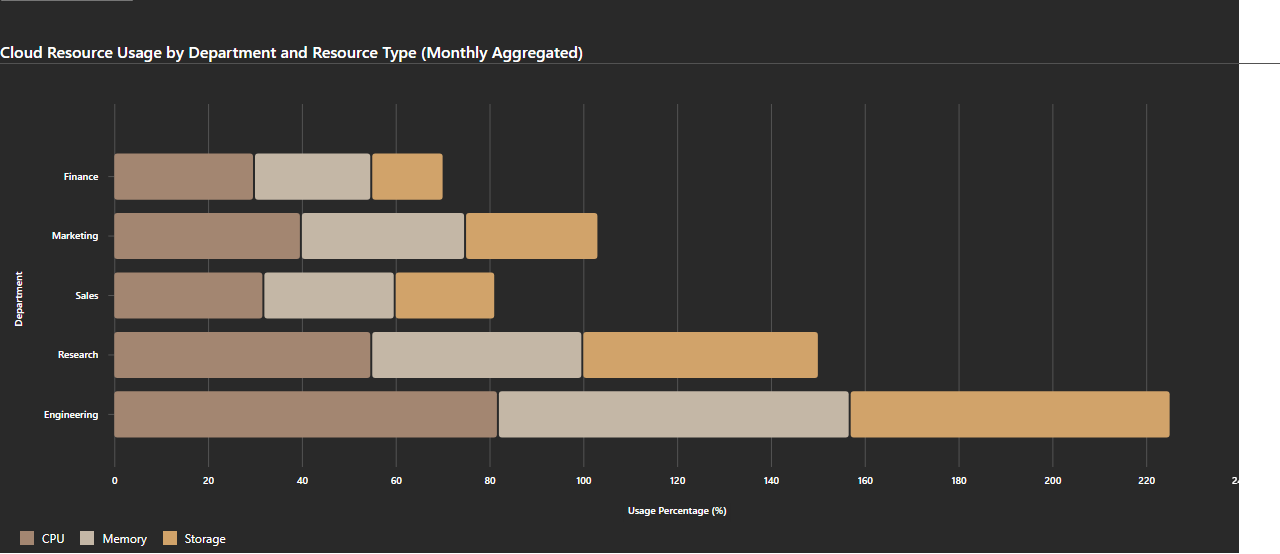 Cloud Resource Usage by Department and Resource Type (Monthly Aggregated)
Finance
Marketing
Sales
Research
Engineering
Department
0 20 40 60 80 100 120 140 160 180 200 220
Usage Percentage (%)
CPU Memory Storage